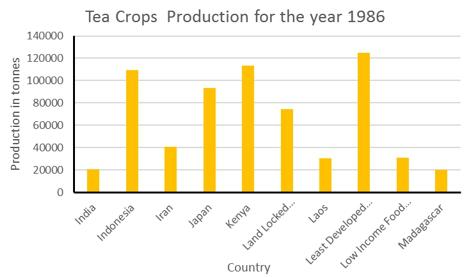 Tea Crops Production for the year 1986
Production in tonnes
140000
120000
100000
80000
60000
40000
20000
0
India
Indonesia
Iran
Japan
Kenya
Land Locked...
Laos
Least Developed...
Low Income Food...
Madagascar
Country